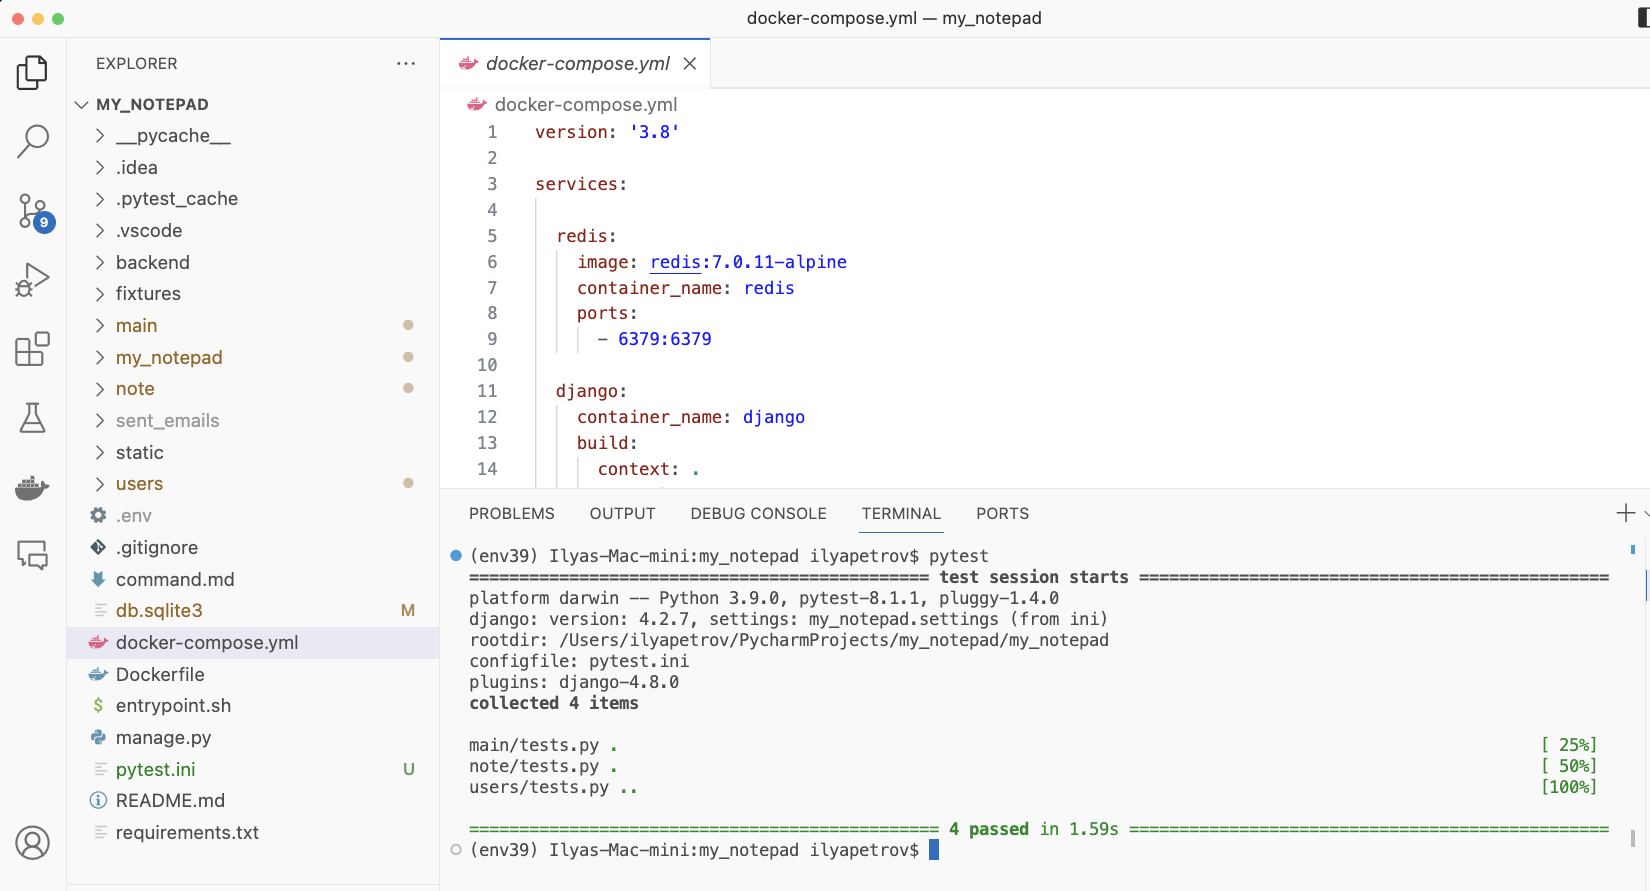 docker-compose.yml — my_notepad
EXPLORER
MY_NOTEPAD
__pycache__
.idea
.pytest_cache
.vscode
backend
fixtures
main
my_notepad
note
sent_emails
static
users
.env
.gitignore
command.md
db.sqlite3 M
docker-compose.yml
Dockerfile
entrypoint.sh
manage.py
pytest.ini U
README.md
requirements.txt
9
docker-compose.yml
docker-compose.yml
1 version: '3.8'
2
3 services:
4
5 redis:
6 image: redis:7.0.11-alpine
7 container_name: redis
8 ports:
9 - 6379:6379
10
11 django:
12 container_name: django
13 build:
14 context: .
PROBLEMS OUTPUT DEBUG CONSOLE TERMINAL PORTS
(env39) Ilyas-Mac-mini:my_notepad ilyapetrov$ pytest
============================================== test session starts ===============================================
platform darwin -- Python 3.9.0, pytest-8.1.1, pluggy-1.4.0
django: version: 4.2.7, settings: my_notepad.settings (from ini)
rootdir: /Users/ilyapetrov/PycharmProjects/my_notepad/my_notepad
configfile: pytest.ini
plugins: django-4.8.0
collected 4 items
main/tests.py . [ 25%]
note/tests.py . [ 50%]
users/tests.py .. [100%]
=============================================== 4 passed in 1.59s ================================================
(env39) Ilyas-Mac-mini:my_notepad ilyapetrov$